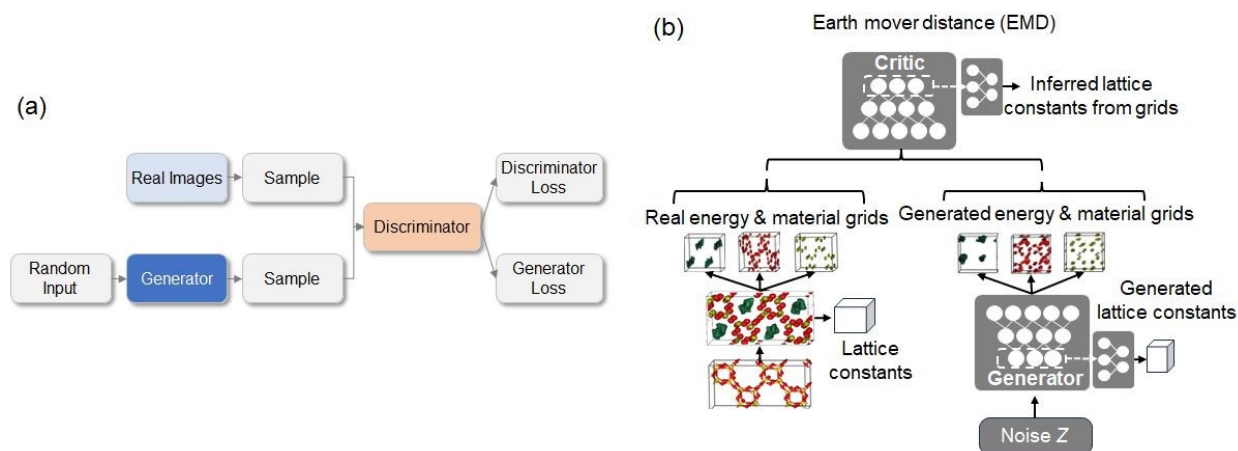 (a)
Real Images
Sample
Random
Input
Generator
Sample
Discriminator
Discriminator
Loss
Generator
Loss
(b)
Earth mover distance (EMD)
Critic
Inferred lattice
constants from grids
Real energy & material grids
Generated energy & material grids
Lattice
constants
Generated
lattice constants
Generator
Noise Z